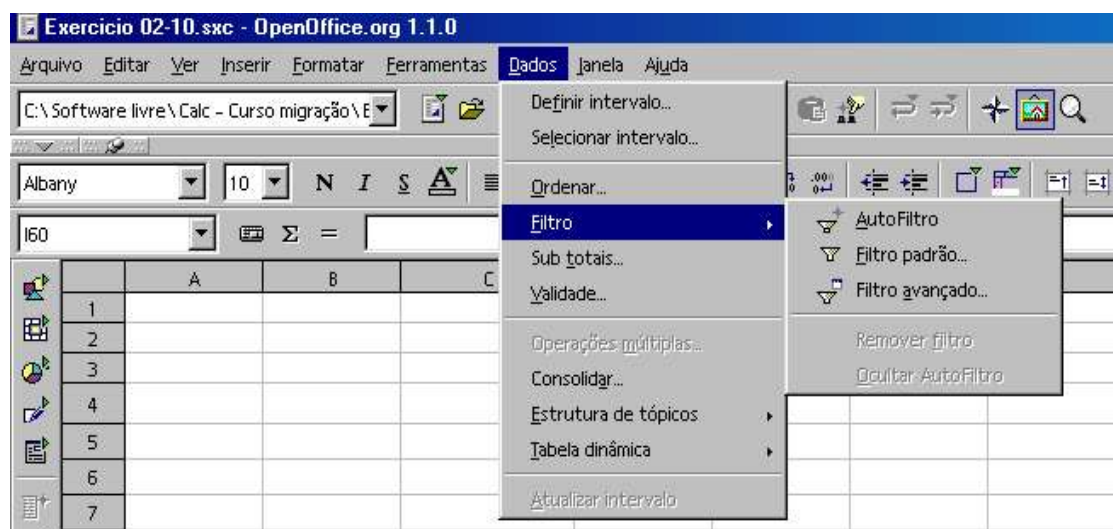 Exercicio 02-10.sxc - OpenOffice.org 1.1.0
Arquivo Editar Ver Inserir Formatar Ferramentas Dados Janela Ajuda
C:\Software livre\Calc - Curso migração\E
Definir intervalo...
Selecionar intervalo...
Albany 10 N I S A
Ordenar...
I60 Σ =
Filtro
AutoFiltro
Sub totais...
Filtro padrão...
Validade...
Filtro avançado...
A B C
Operações múltiplas...
Remover filtro
Consolidar...
Ocultar AutoFiltro
Estrutura de tópicos
Tabela dinâmica
Atualizar intervalo
1
2
3
4
5
6
7